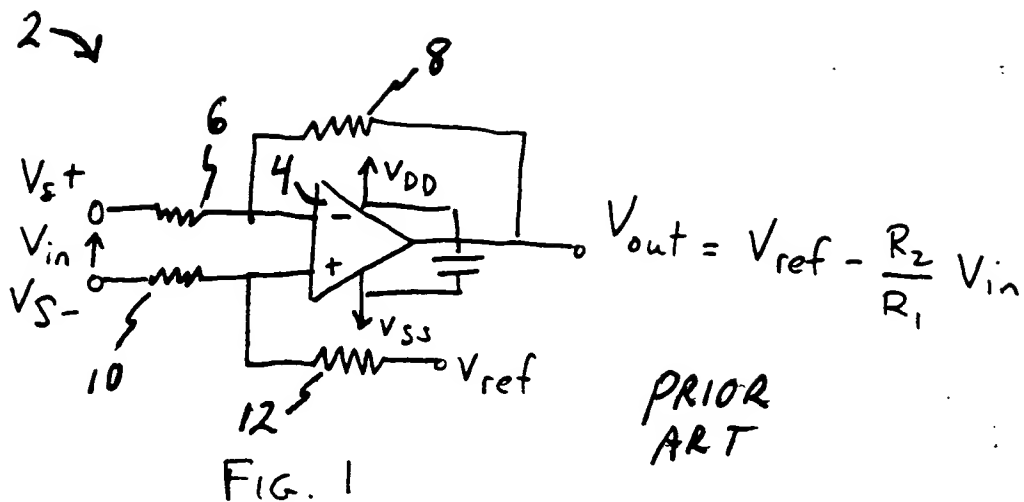 2
8
6
Vs+
4
VDD
−
Vin
+
VS-
VSS
Vout = Vref - R2/R1 Vin
10
12
Vref
PRIOR
ART
FIG. 1